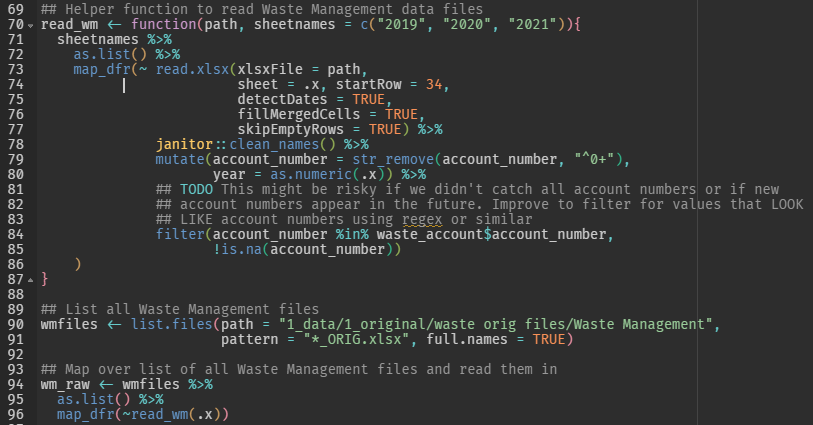 69 ## Helper function to read Waste Management data files
70 read_wm <- function(path, sheetnames = c("2019", "2020", "2021")){
71   sheetnames %>%
72     as.list() %>%
73     map_dfr(~ read.xlsx(xlsxFile = path,
74                         sheet = .x, startRow = 34,
75                         detectDates = TRUE,
76                         fillMergedCells = TRUE,
77                         skipEmptyRows = TRUE) %>%
78               janitor::clean_names() %>%
79               mutate(account_number = str_remove(account_number, "^0+"),
80                      year = as.numeric(.x)) %>%
81               ## TODO This might be risky if we didn't catch all account numbers or if new
82               ## account numbers appear in the future. Improve to filter for values that LOOK
83               ## LIKE account numbers using regex or similar
84               filter(account_number %in% waste_account$account_number,
85                      !is.na(account_number))
86     )
87 }
88
89 ## List all Waste Management files
90 wmfiles <- list.files(path = "1_data/1_original/waste orig files/Waste Management",
91                       pattern = "*_ORIG.xlsx", full.names = TRUE)
92
93 ## Map over list of all Waste Management files and read them in
94 wm_raw <- wmfiles %>%
95   as.list() %>%
96   map_dfr(~read_wm(.x))